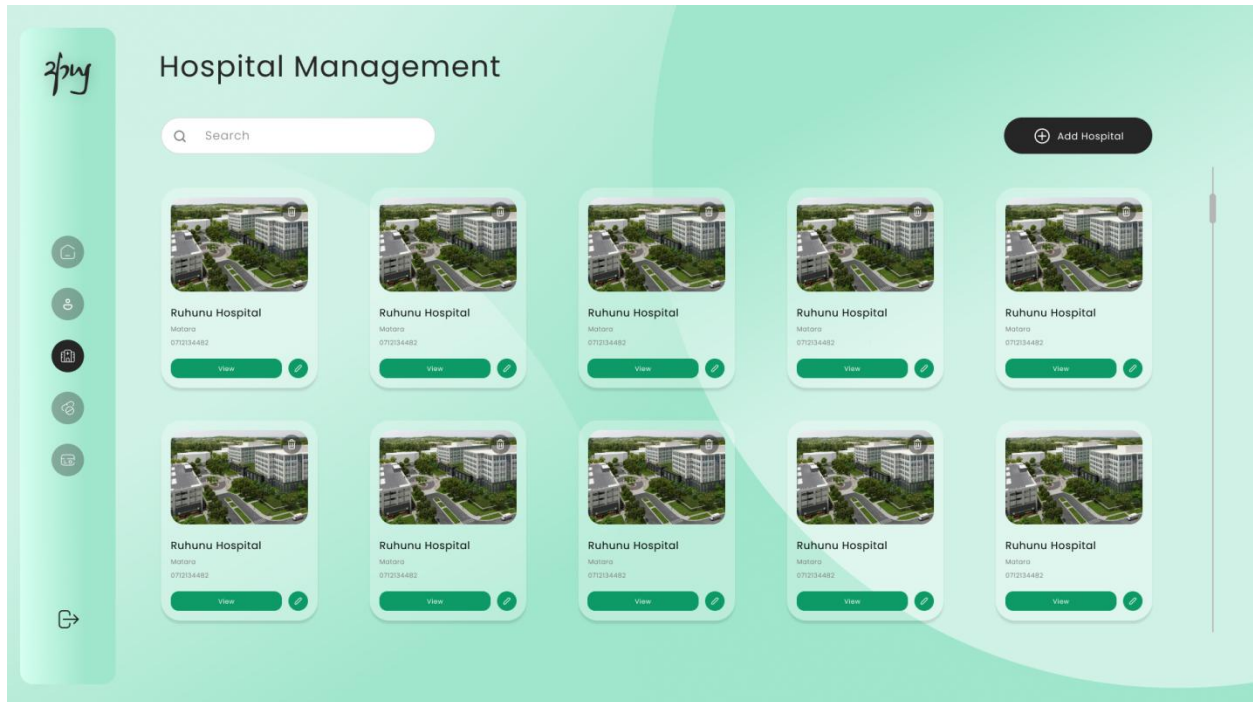 Hospital Management
Search
Add Hospital
Ruhunu Hospital
Matara
0712134482
View
Ruhunu Hospital
Matara
0712134482
View
Ruhunu Hospital
Matara
0712134482
View
Ruhunu Hospital
Matara
0712134482
View
Ruhunu Hospital
Matara
0712134482
View
Ruhunu Hospital
Matara
0712134482
View
Ruhunu Hospital
Matara
0712134482
View
Ruhunu Hospital
Matara
0712134482
View
Ruhunu Hospital
Matara
0712134482
View
Ruhunu Hospital
Matara
0712134482
View